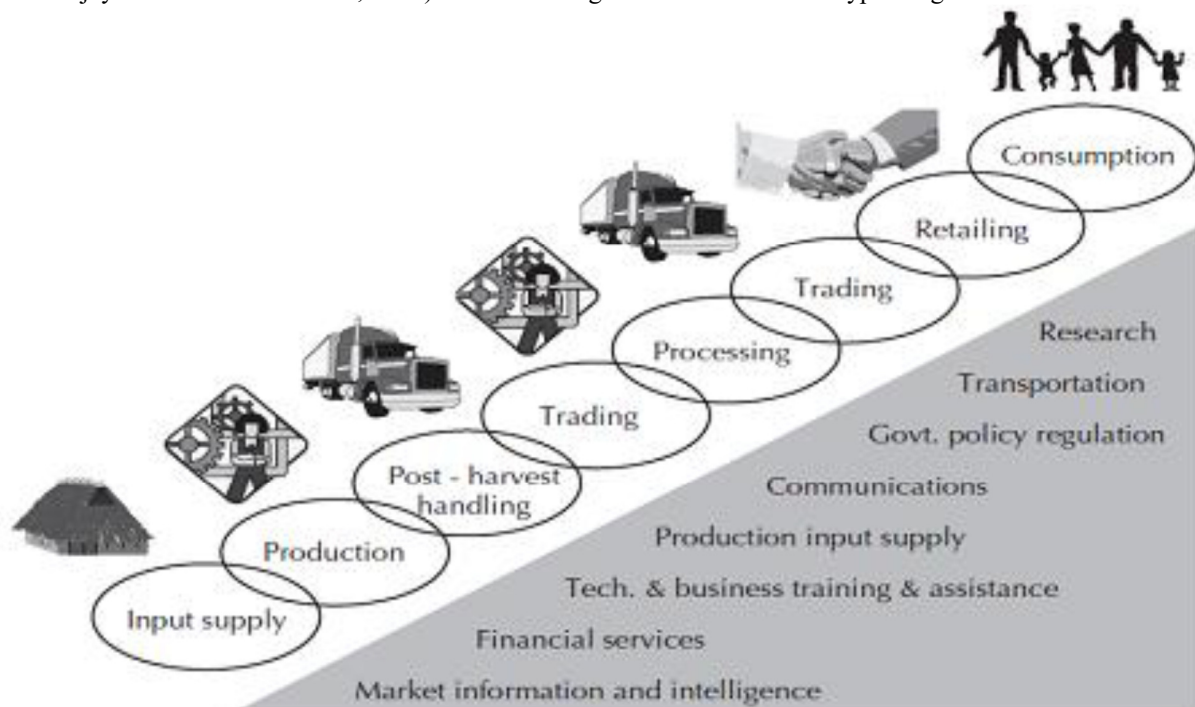 Consumption
Retailing
Trading
Processing
Trading
Post - harvest
handling
Production
Input supply
Research
Transportation
Govt. policy regulation
Communications
Production input supply
Tech. & business training & assistance
Financial services
Market information and intelligence